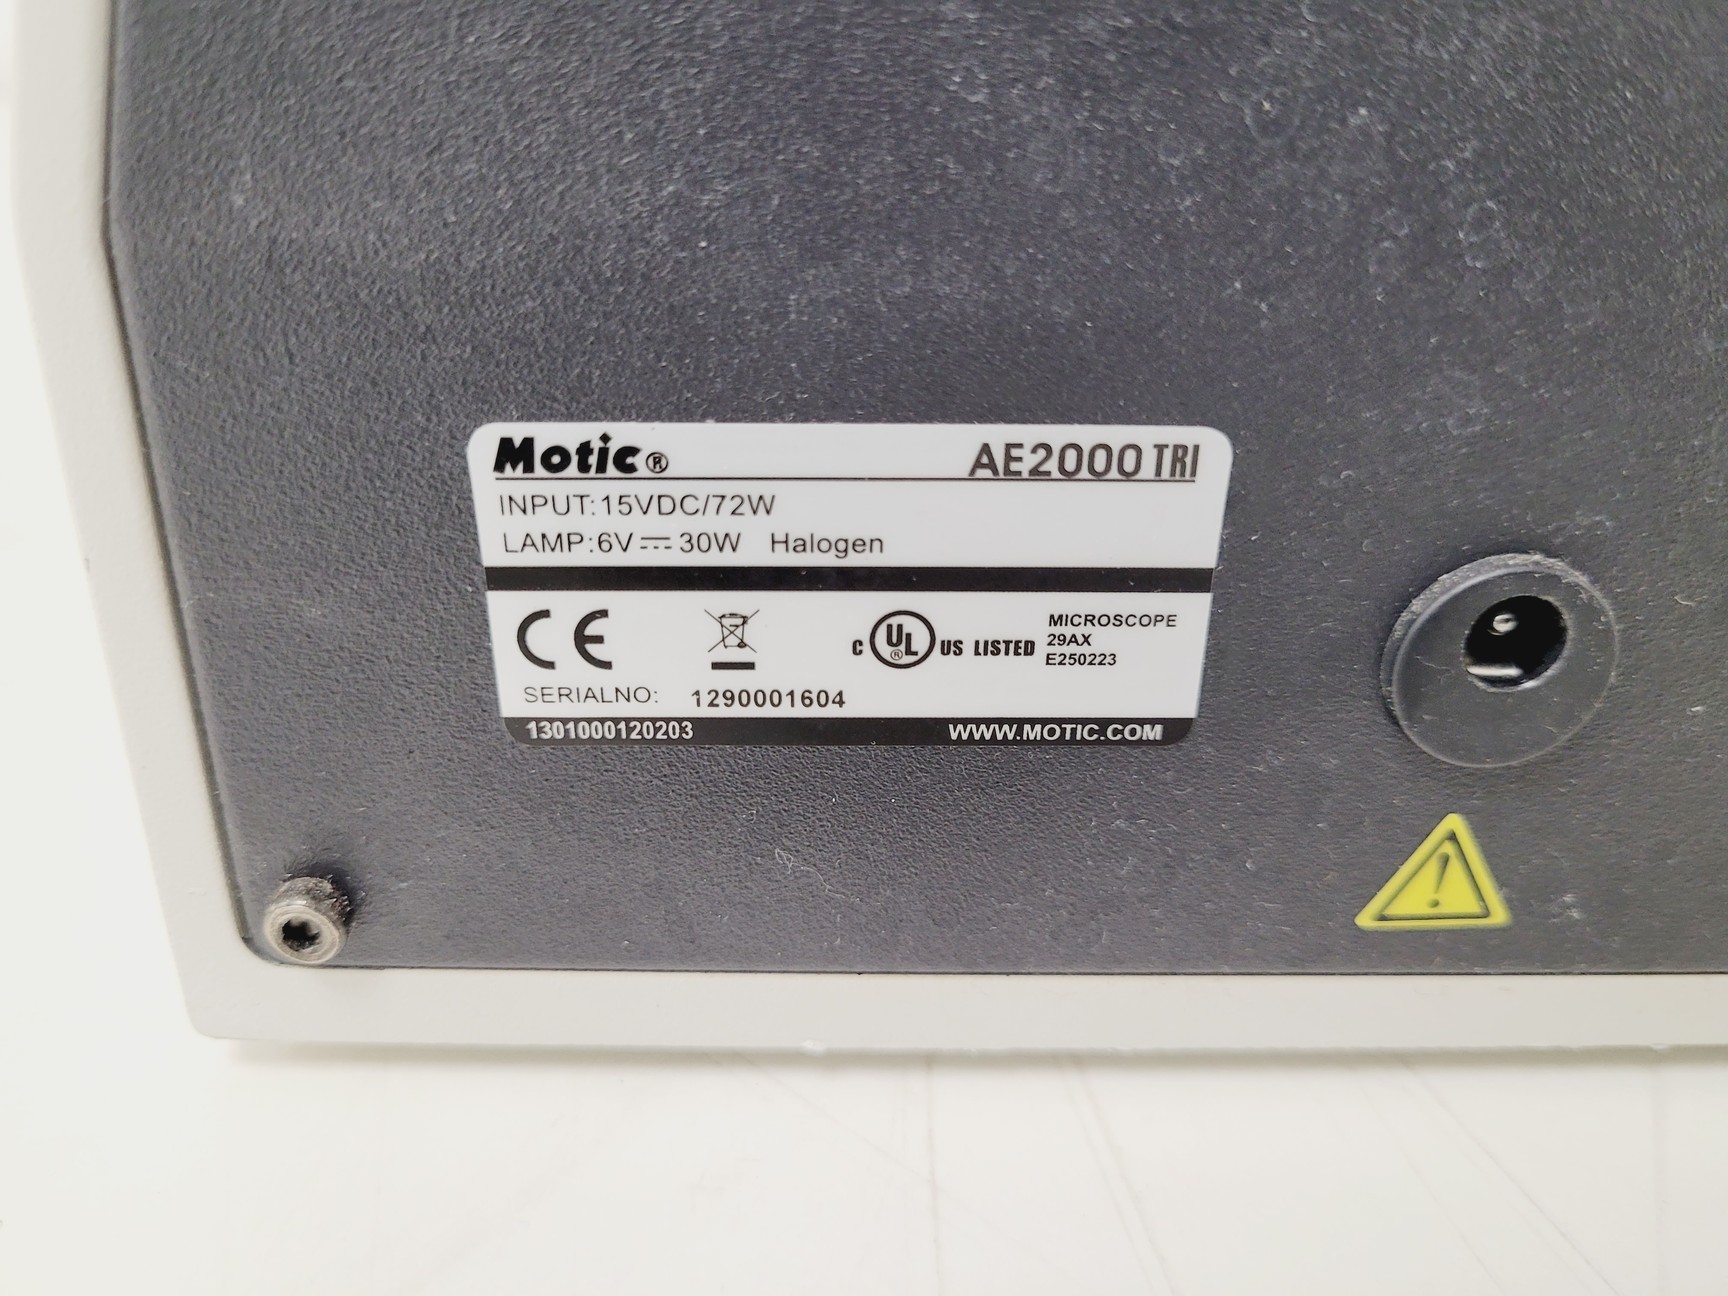 Motic® AE2000 TRI
INPUT:15VDC/72W
LAMP:6V⎓30W Halogen
CE
C UL® US LISTED
MICROSCOPE
29AX
E250223
SERIALNO: 1290001604
1301000120203 WWW.MOTIC.COM
!